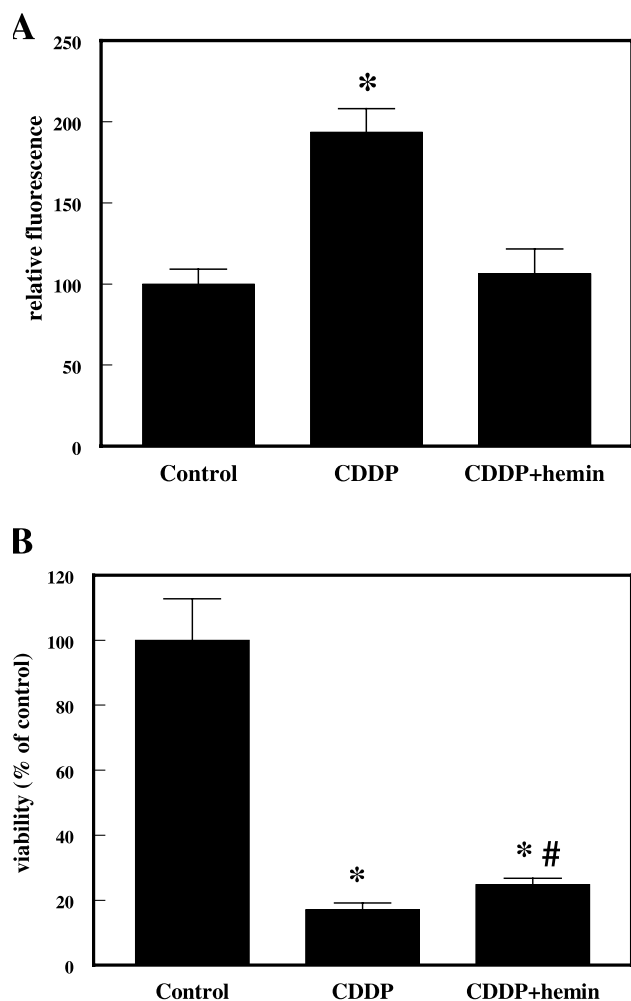 A
250
200
150
100
50
0
relative fluorescence
*
Control CDDP CDDP+hemin
B
120
100
80
60
40
20
0
viability (% of control)
*
* #
Control CDDP CDDP+hemin